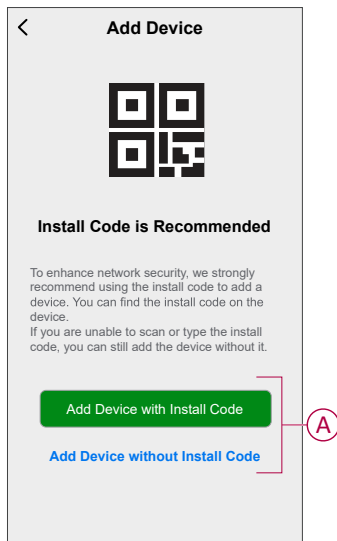 Add Device
Install Code is Recommended
To enhance network security, we strongly
recommend using the install code to add a
device. You can find the install code on the
device.
If you are unable to scan or type the install
code, you can still add the device without it.
Add Device with Install Code
A
Add Device without Install Code